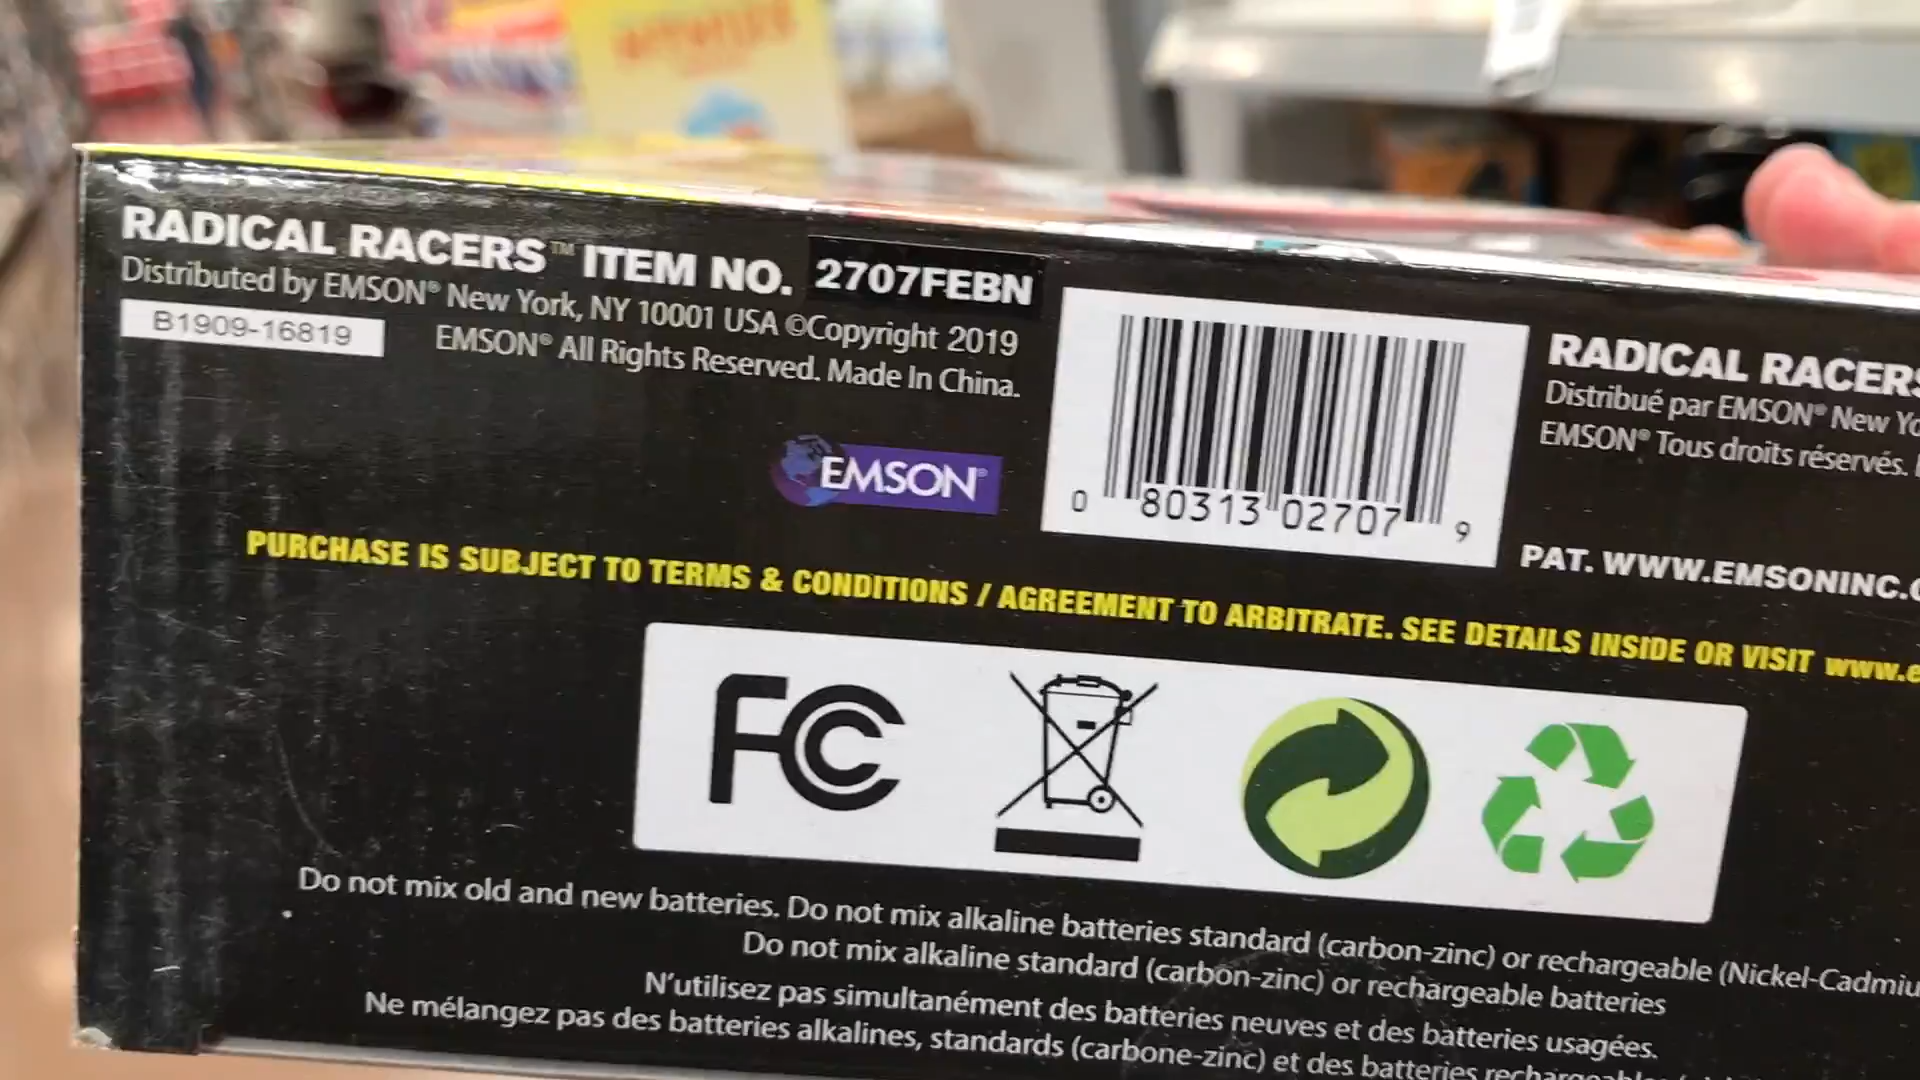 RADICAL RACERS™ ITEM NO. 2707FEBN
Distributed by EMSON® New York, NY 10001 USA ©Copyright 2019
B1909-16819
EMSON® All Rights Reserved. Made In China.
EMSON®
0 80313 02707 9
RADICAL RACERS
Distribué par EMSON® New Yo
EMSON® Tous droits réservés.
PAT. WWW.EMSONINC.
PURCHASE IS SUBJECT TO TERMS & CONDITIONS / AGREEMENT TO ARBITRATE. SEE DETAILS INSIDE OR VISIT www.e
FC
Do not mix old and new batteries. Do not mix alkaline batteries standard (carbon-zinc) or rechargeable (Nickel-Cadmiu
Do not mix alkaline standard (carbon-zinc) or rechargeable batteries
N'utilisez pas simultanément des batteries neuves et des batteries usagées.
Ne mélangez pas des batteries alkalines, standards (carbone-zinc) et des batteries